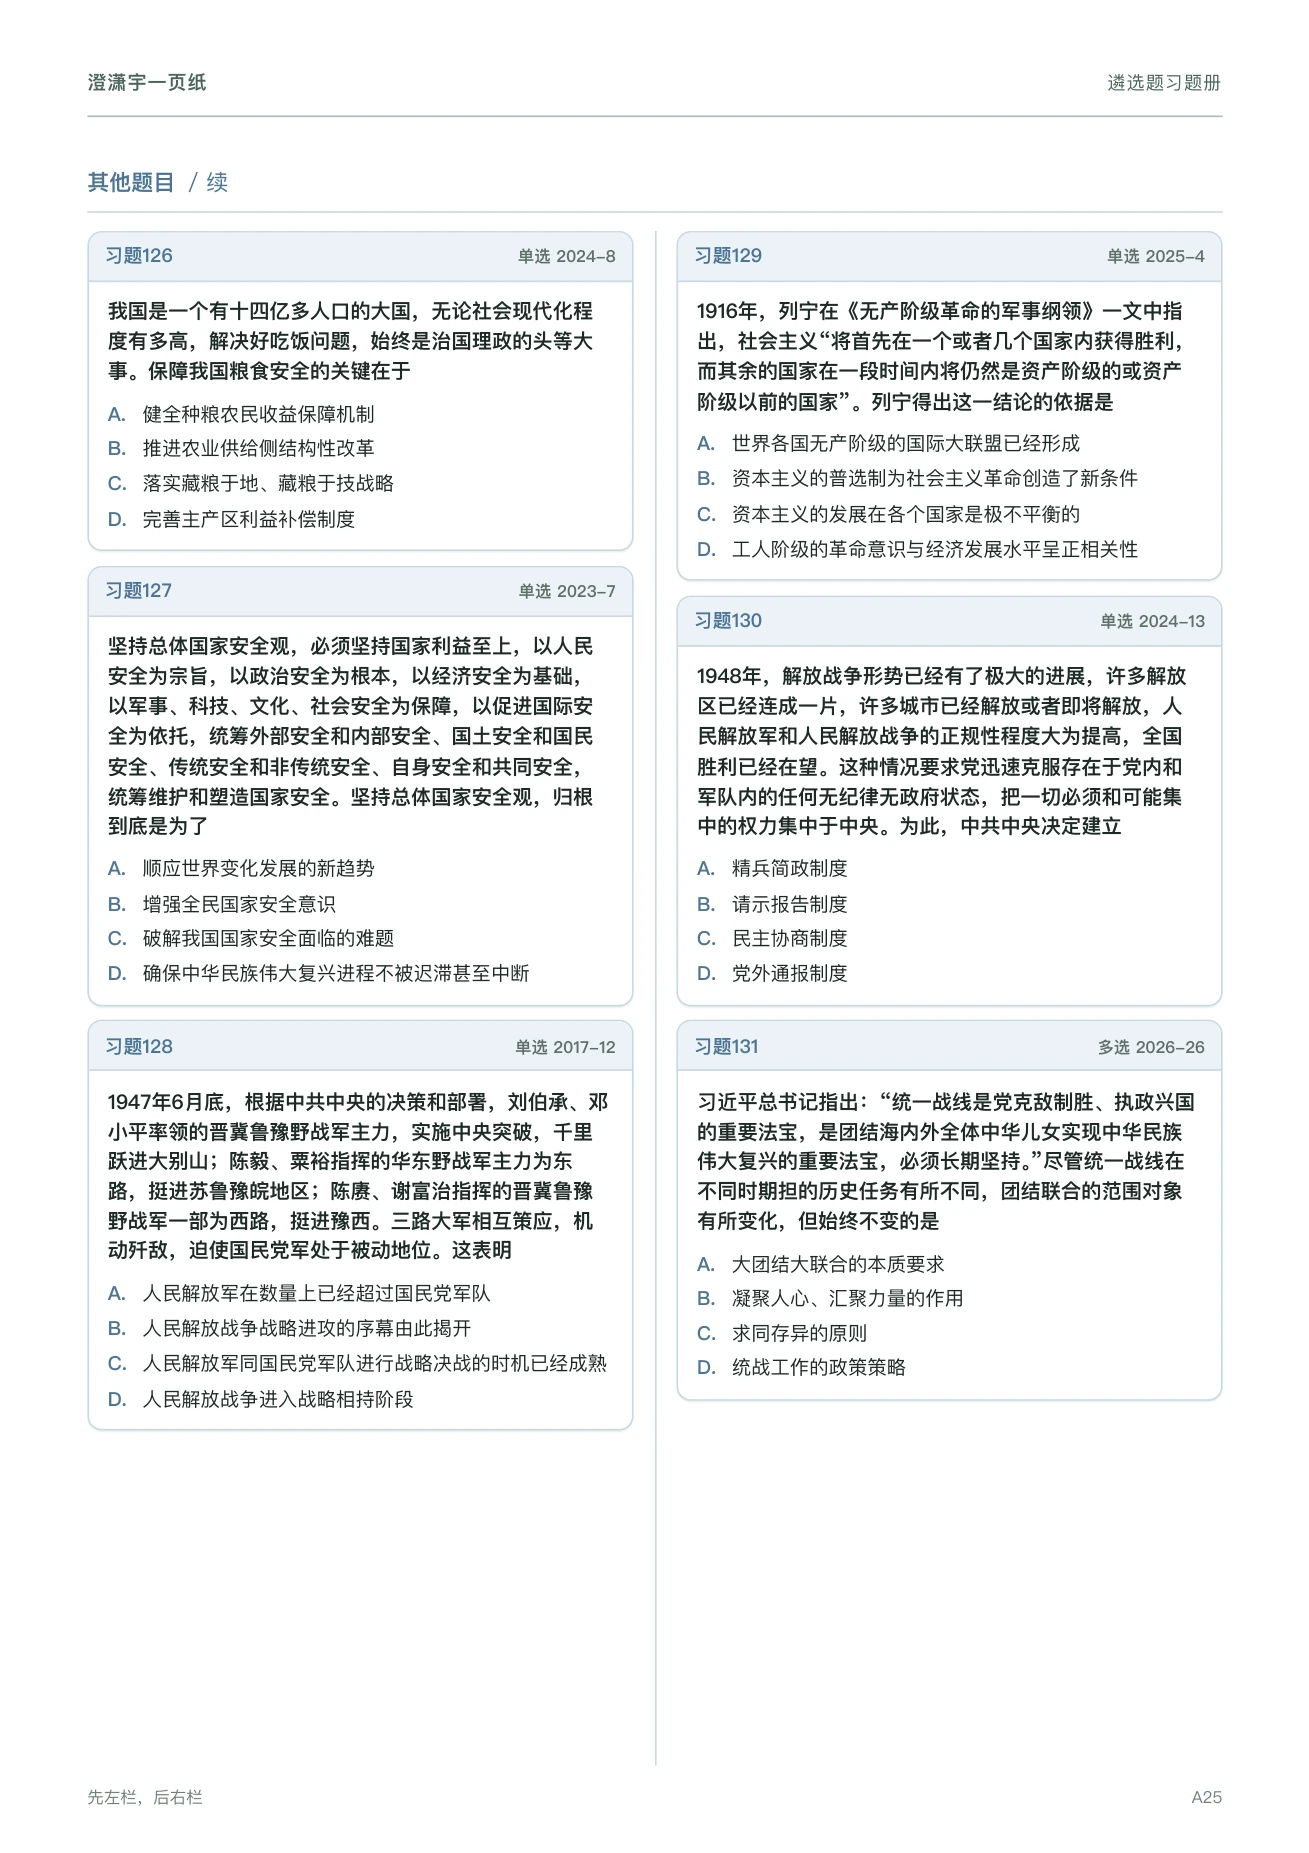 澄潇宇一页纸
遴选题习题册
其他题目 / 续
习题126 单选 2024–8
我国是一个有十四亿多人口的大国，无论社会现代化程
度有多高，解决好吃饭问题，始终是治国理政的头等大
事。保障我国粮食安全的关键在于
A. 健全种粮农民收益保障机制
B. 推进农业供给侧结构性改革
C. 落实藏粮于地、藏粮于技战略
D. 完善主产区利益补偿制度
习题127 单选 2023–7
坚持总体国家安全观，必须坚持国家利益至上，以人民
安全为宗旨，以政治安全为根本，以经济安全为基础，
以军事、科技、文化、社会安全为保障，以促进国际安
全为依托，统筹外部安全和内部安全、国土安全和国民
安全、传统安全和非传统安全、自身安全和共同安全，
统筹维护和塑造国家安全。坚持总体国家安全观，归根
到底是为了
A. 顺应世界变化发展的新趋势
B. 增强全民国家安全意识
C. 破解我国国家安全面临的难题
D. 确保中华民族伟大复兴进程不被迟滞甚至中断
习题128 单选 2017–12
1947年6月底，根据中共中央的决策和部署，刘伯承、邓
小平率领的晋冀鲁豫野战军主力，实施中央突破，千里
跃进大别山；陈毅、粟裕指挥的华东野战军主力为东
路，挺进苏鲁豫皖地区；陈赓、谢富治指挥的晋冀鲁豫
野战军一部为西路，挺进豫西。三路大军相互策应，机
动歼敌，迫使国民党军处于被动地位。这表明
A. 人民解放军在数量上已经超过国民党军队
B. 人民解放战争战略进攻的序幕由此揭开
C. 人民解放军同国民党军队进行战略决战的时机已经成熟
D. 人民解放战争进入战略相持阶段
习题129 单选 2025–4
1916年，列宁在《无产阶级革命的军事纲领》一文中指
出，社会主义“将首先在一个或者几个国家内获得胜利，
而其余的国家在一段时间内将仍然是资产阶级的或资产
阶级以前的国家”。列宁得出这一结论的依据是
A. 世界各国无产阶级的国际大联盟已经形成
B. 资本主义的普选制为社会主义革命创造了新条件
C. 资本主义的发展在各个国家是极不平衡的
D. 工人阶级的革命意识与经济发展水平呈正相关性
习题130 单选 2024–13
1948年，解放战争形势已经有了极大的进展，许多解放
区已经连成一片，许多城市已经解放或者即将解放，人
民解放军和人民解放战争的正规性程度大为提高，全国
胜利已经在望。这种情况要求党迅速克服存在于党内和
军队内的任何无纪律无政府状态，把一切必须和可能集
中的权力集中于中央。为此，中共中央决定建立
A. 精兵简政制度
B. 请示报告制度
C. 民主协商制度
D. 党外通报制度
习题131 多选 2026–26
习近平总书记指出：“统一战线是党克敌制胜、执政兴国
的重要法宝，是团结海内外全体中华儿女实现中华民族
伟大复兴的重要法宝，必须长期坚持。”尽管统一战线在
不同时期担的历史任务有所不同，团结联合的范围对象
有所变化，但始终不变的是
A. 大团结大联合的本质要求
B. 凝聚人心、汇聚力量的作用
C. 求同存异的原则
D. 统战工作的政策策略
先左栏，后右栏
A25